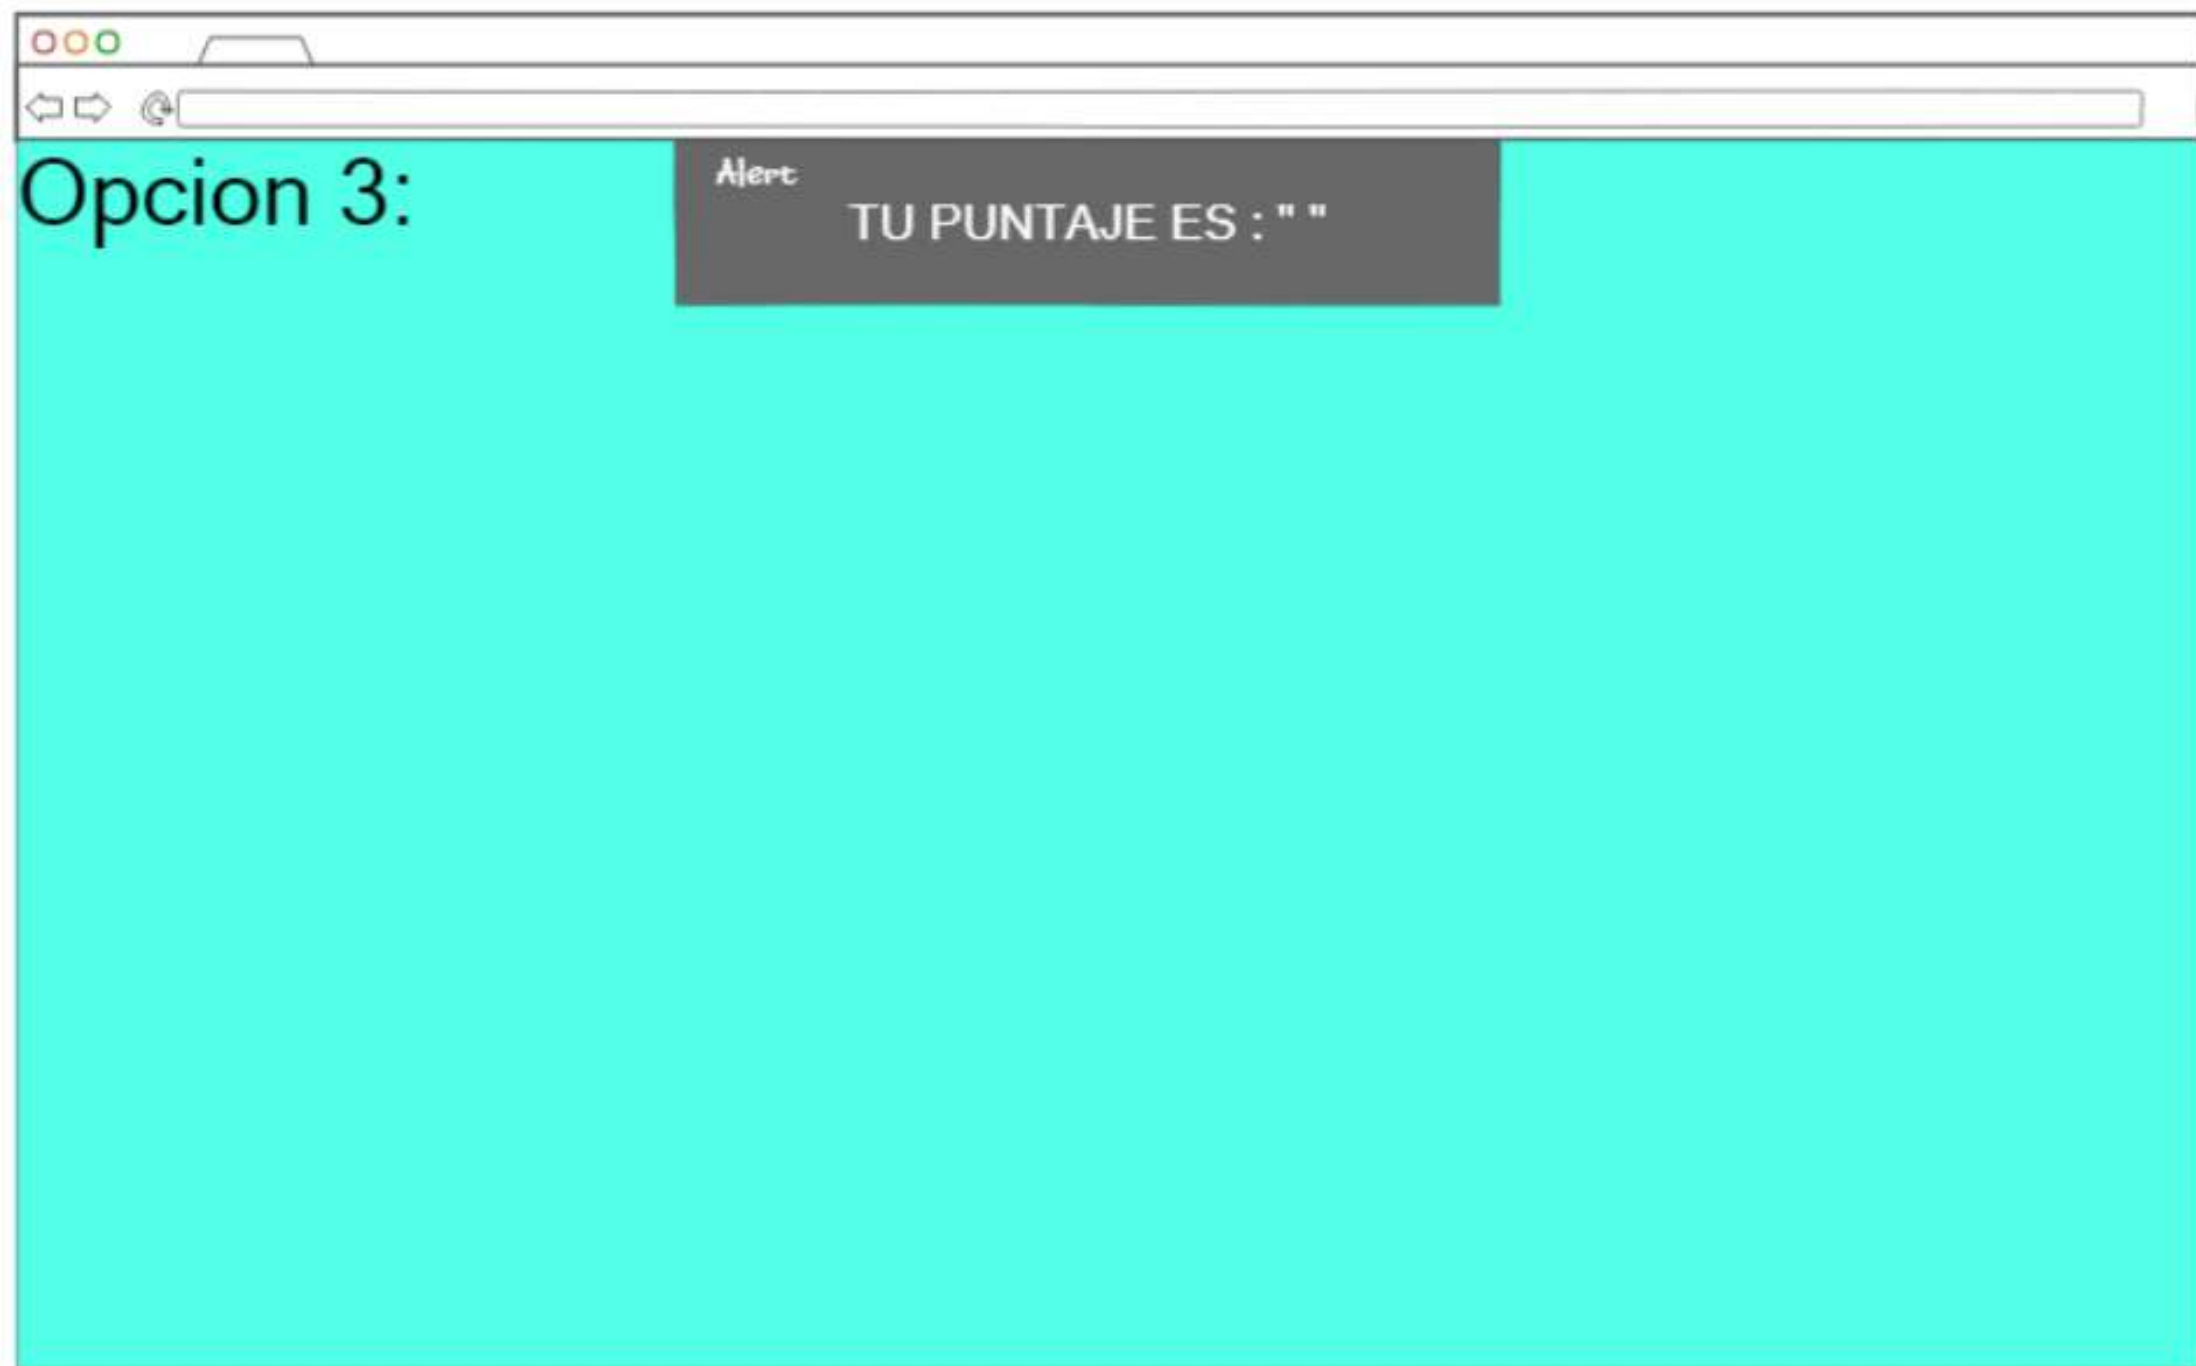 Opcion 3:
Alert
TU PUNTAJE ES : " "